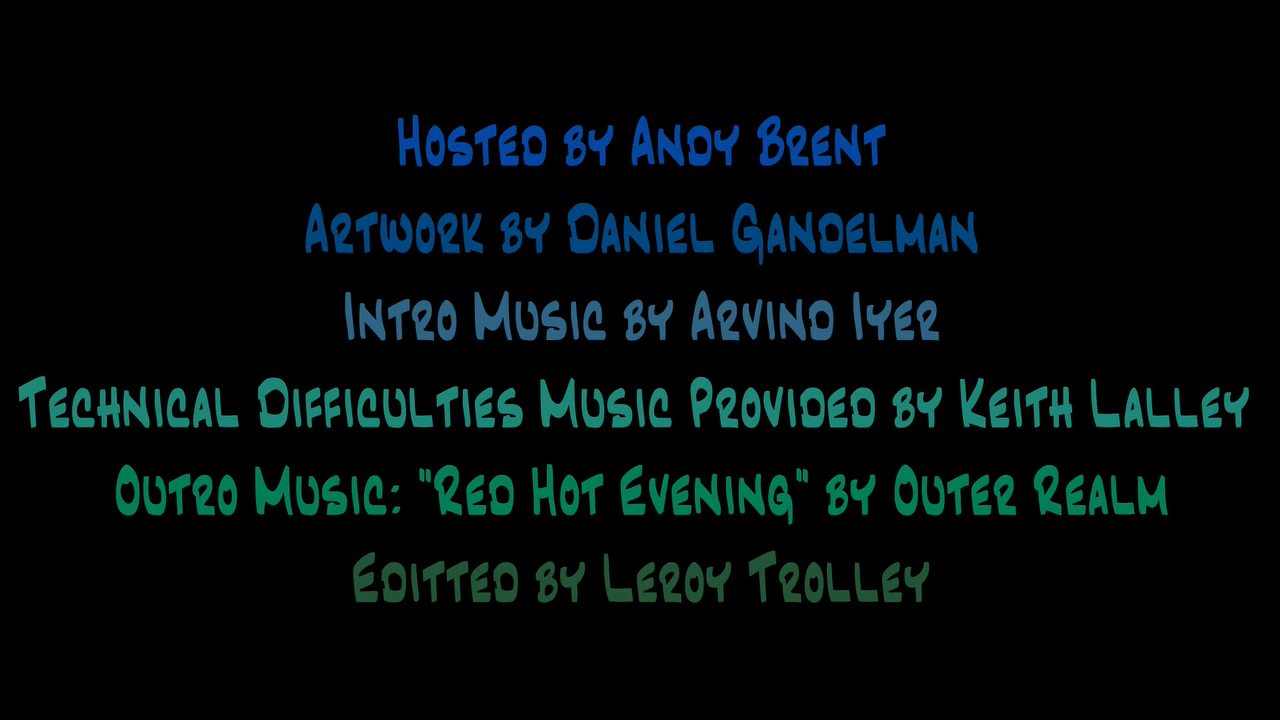 Hosted by Andy Brent
Artwork by Daniel Gandelman
Intro Music by Arvind Iyer
Technical Difficulties Music Provided by Keith Lalley
Outro Music: "Red Hot Evening" by Outer Realm
Editted by Leroy Trolley